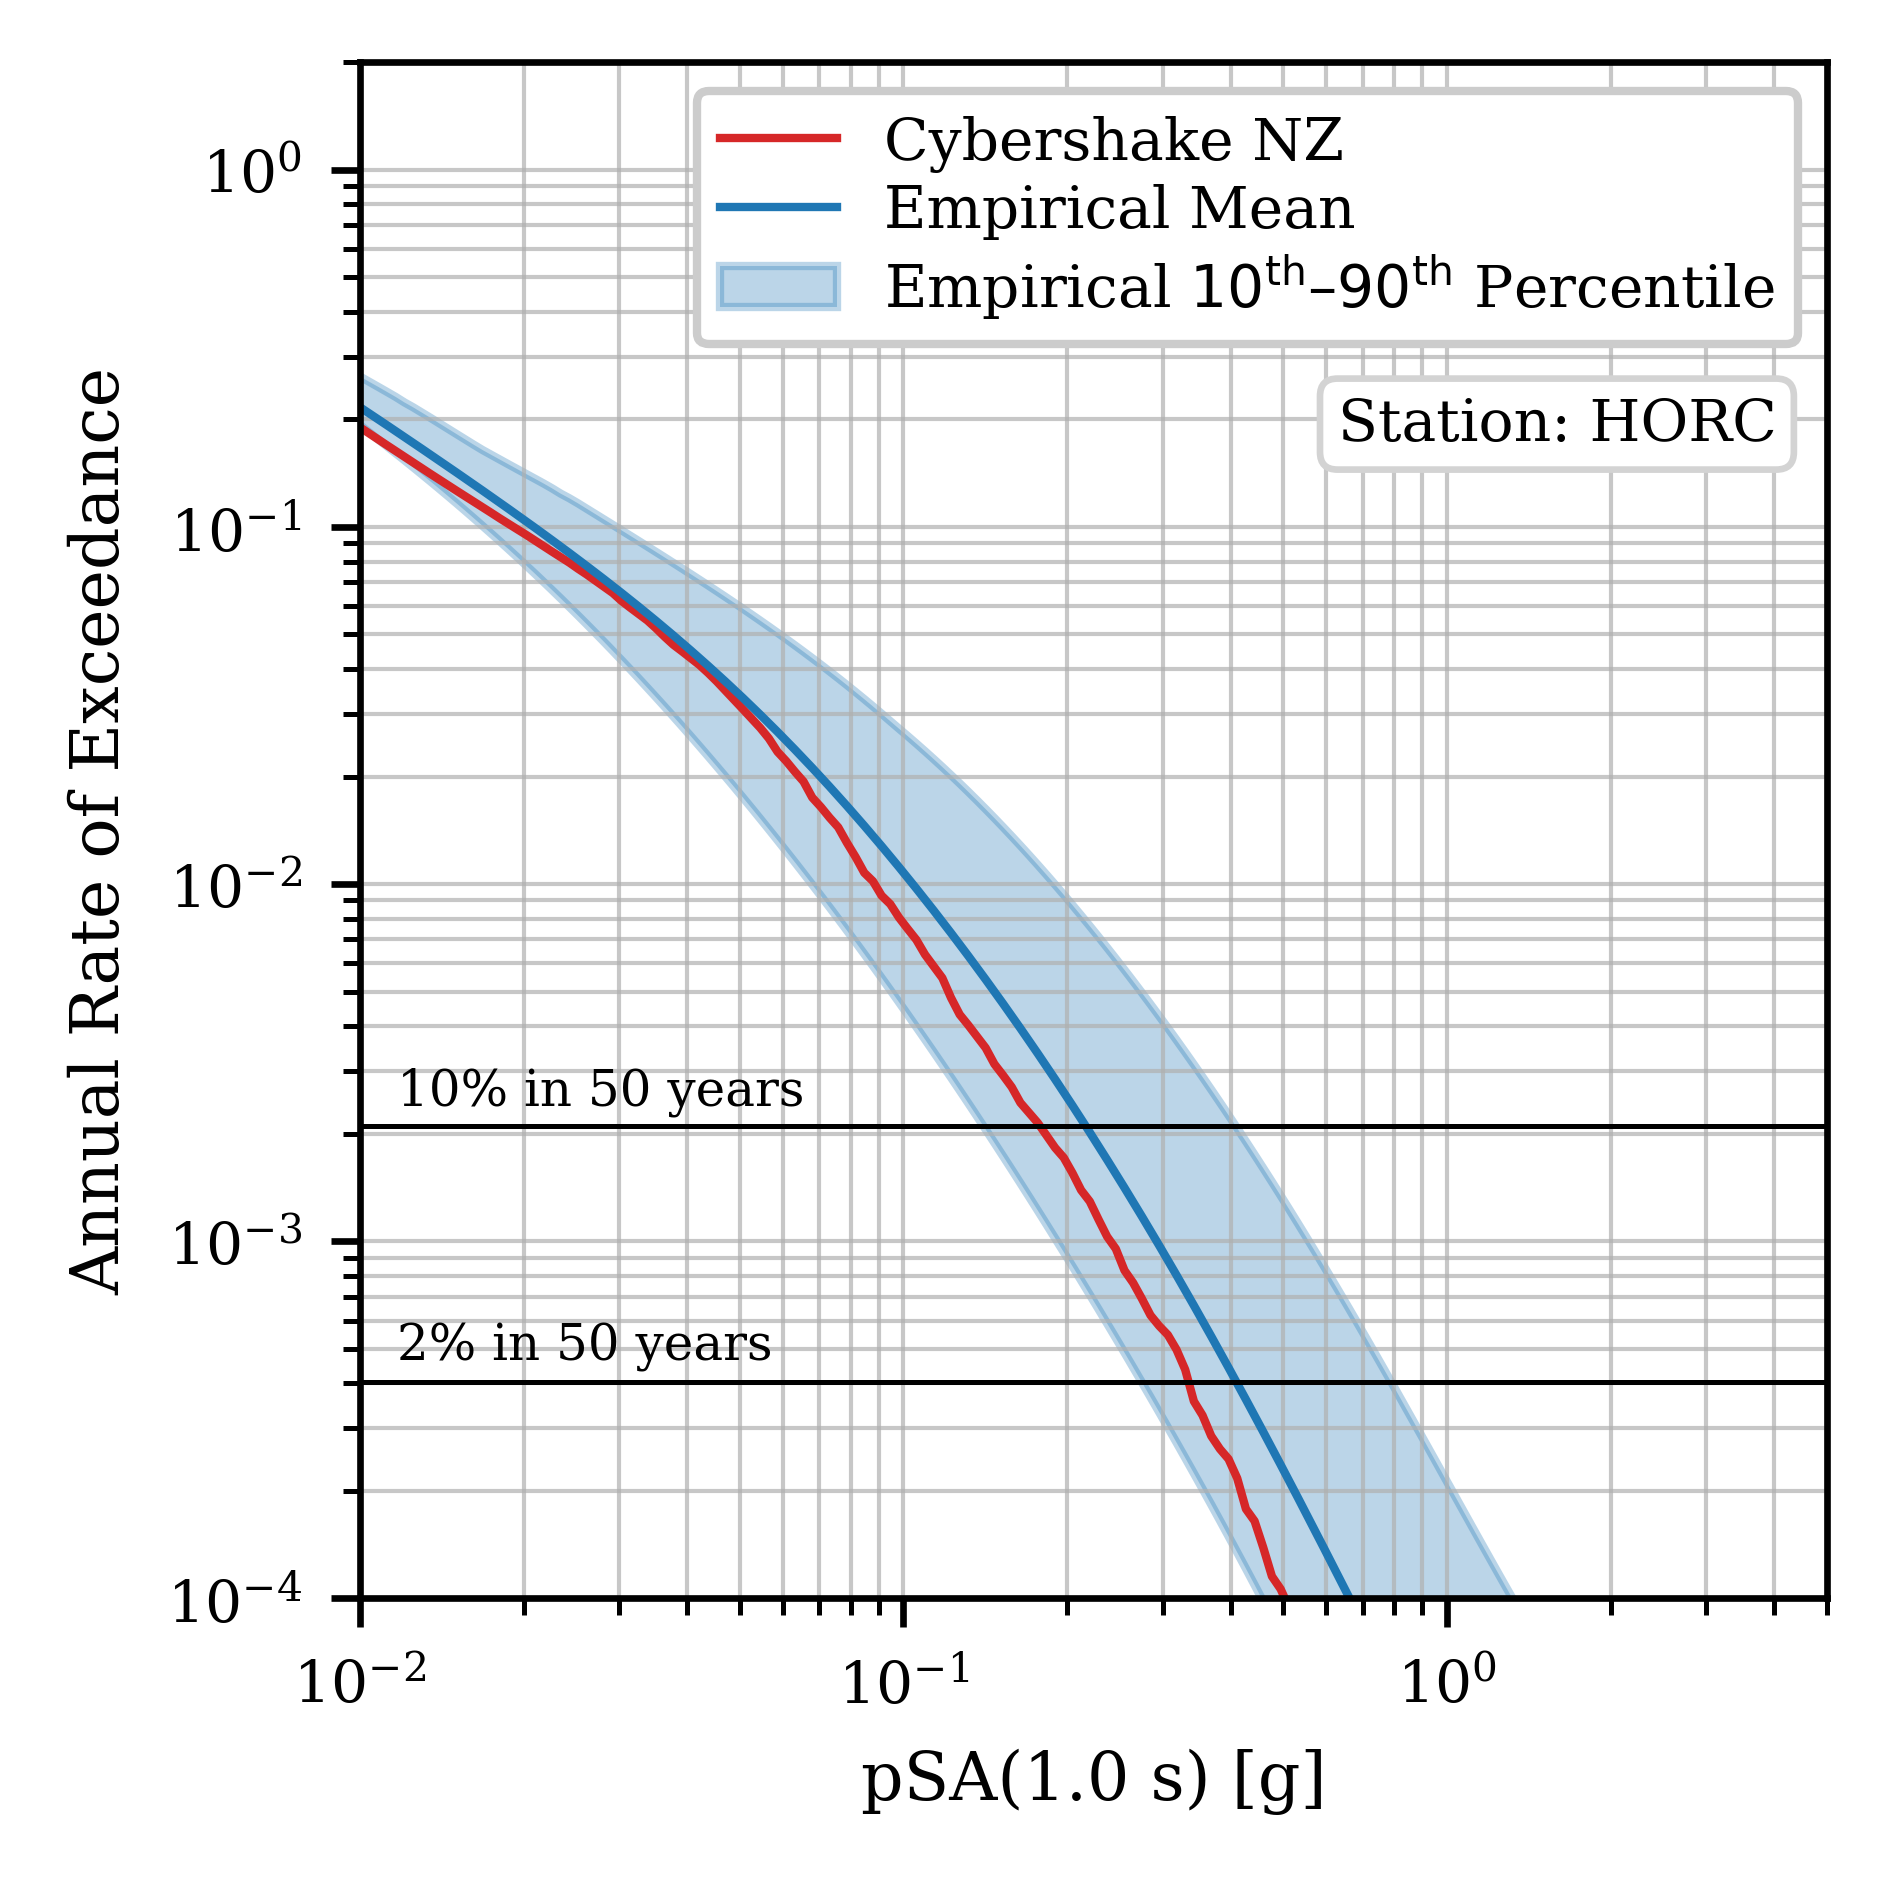 Cybershake NZ
Empirical Mean
Empirical 10ᵗʰ–90ᵗʰ Percentile
Station: HORC
Annual Rate of Exceedance
10⁰
10⁻¹
10⁻²
10⁻³
10⁻⁴
10% in 50 years
2% in 50 years
10⁻² 10⁻¹ 10⁰
pSA(1.0 s) [g]